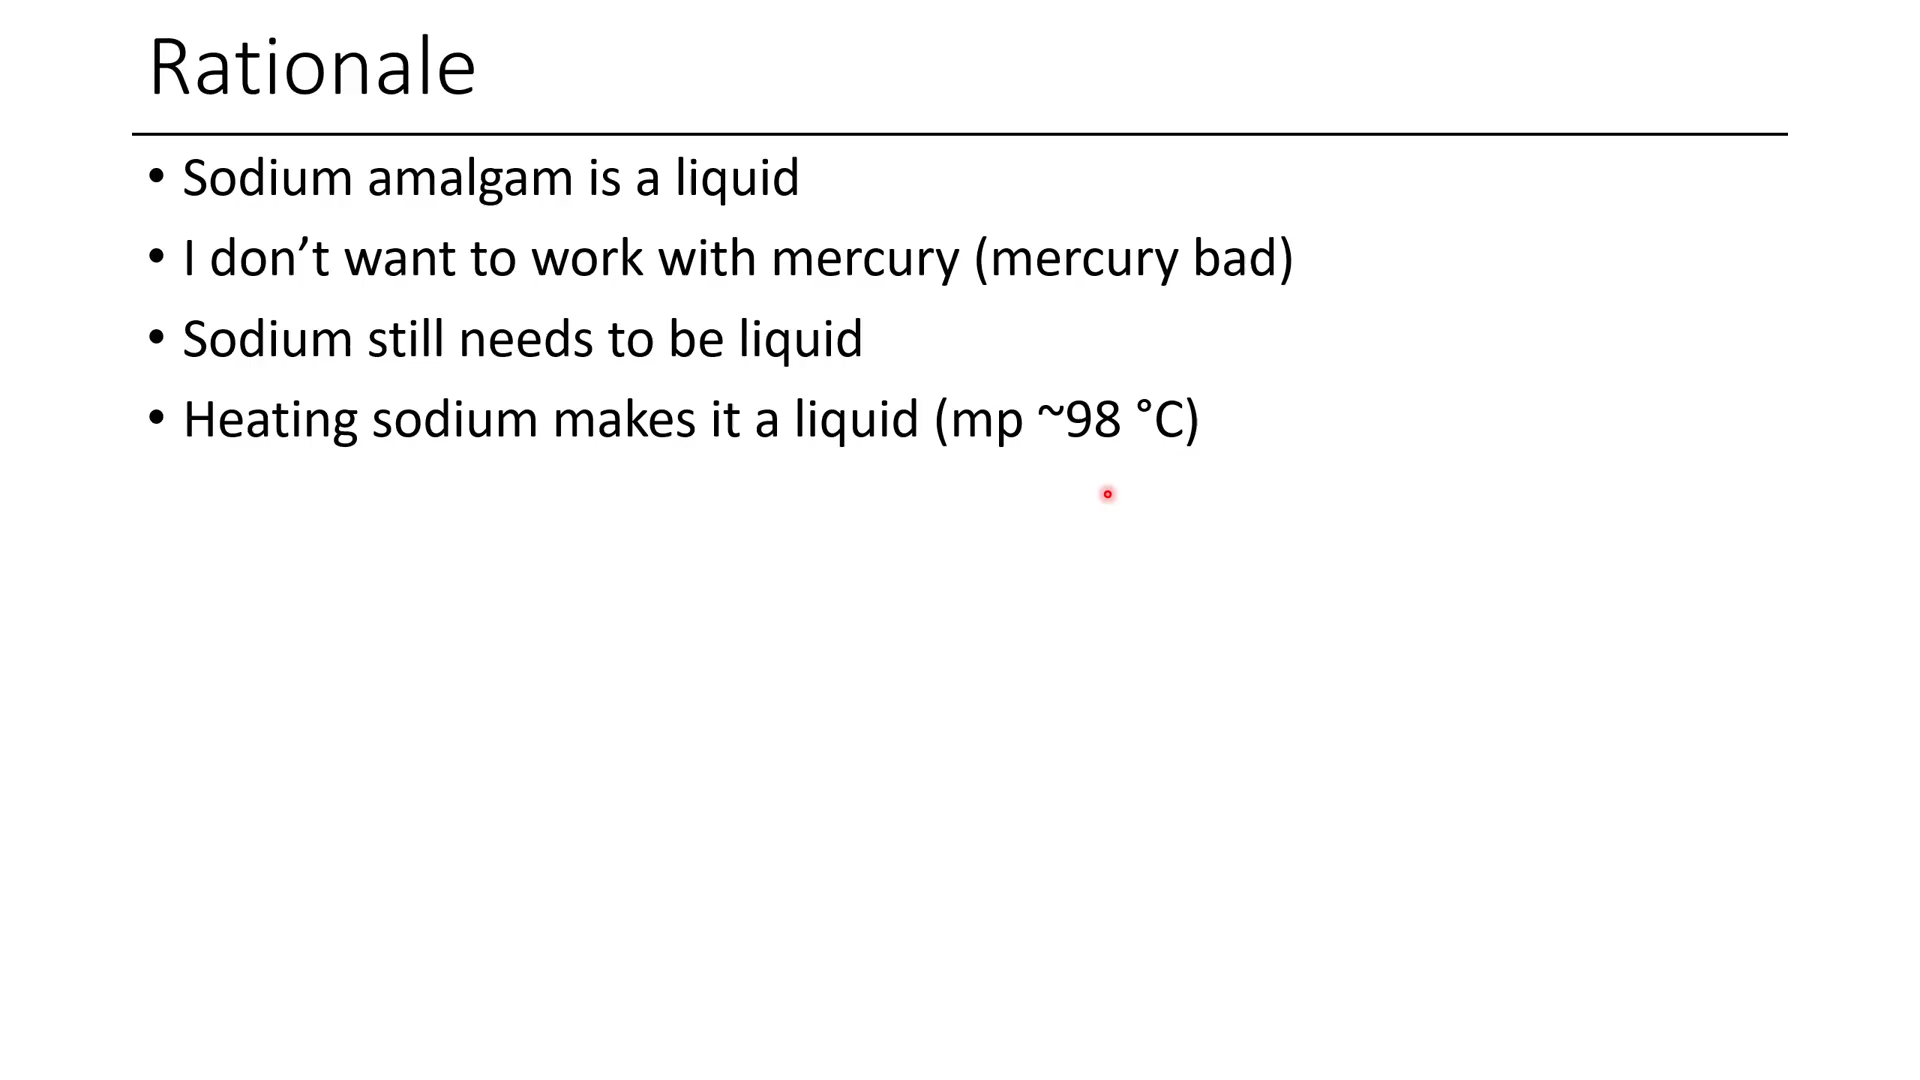 Rationale
• Sodium amalgam is a liquid
• I don’t want to work with mercury (mercury bad)
• Sodium still needs to be liquid
• Heating sodium makes it a liquid (mp ~98 °C)